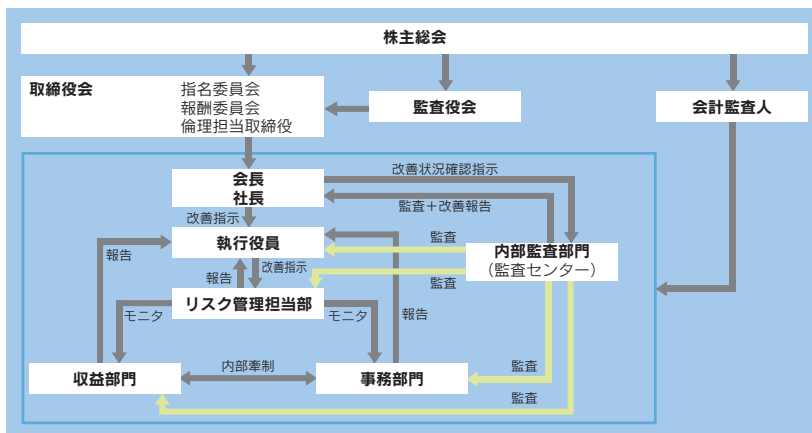 株主総会
取締役会
指名委員会
報酬委員会
倫理担当取締役
監査役会
会計監査人
会長
社長
改善状況確認指示
監査＋改善報告
改善指示
執行役員
監査
内部監査部門
（監査センター）
報告
報告
改善指示
監査
リスク管理担当部
モニタ
モニタ
報告
収益部門
内部牽制
事務部門
監査
監査